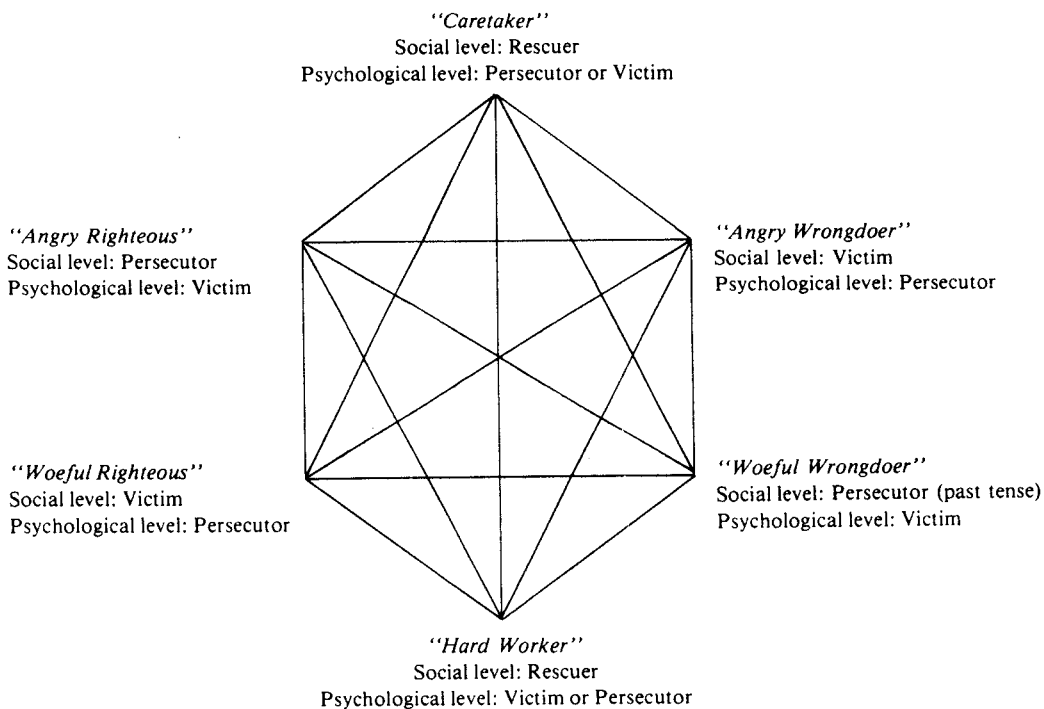 “Caretaker”
Social level: Rescuer
Psychological level: Persecutor or Victim
“Angry Righteous”
Social level: Persecutor
Psychological level: Victim
“Angry Wrongdoer”
Social level: Victim
Psychological level: Persecutor
“Woeful Righteous”
Social level: Victim
Psychological level: Persecutor
“Woeful Wrongdoer”
Social level: Persecutor (past tense)
Psychological level: Victim
“Hard Worker”
Social level: Rescuer
Psychological level: Victim or Persecutor